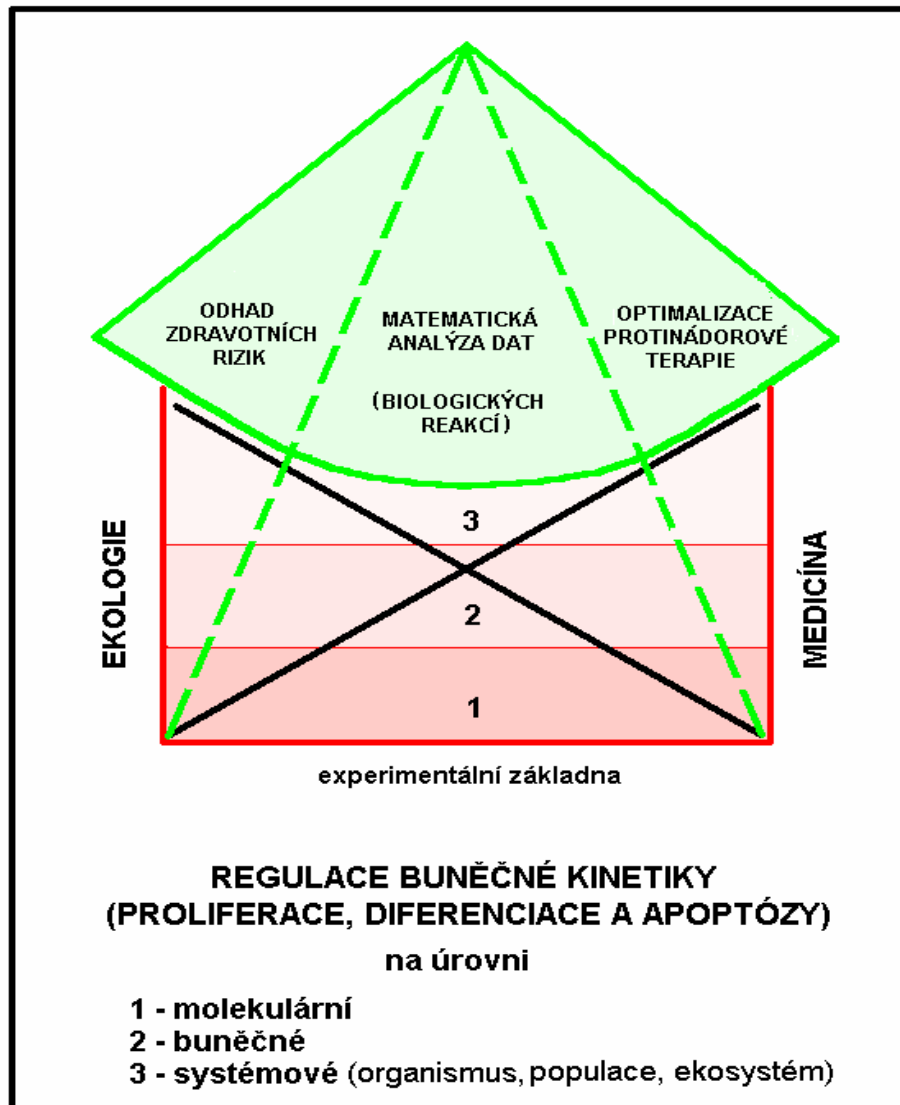 ODHAD
ZDRAVOTNÍCH
RIZIK
MATEMATICKÁ
ANALÝZA DAT
(BIOLOGICKÝCH
REAKCÍ)
OPTIMALIZACE
PROTINÁDOROVÉ
TERAPIE
EKOLOGIE
3
2
1
MEDICÍNA
experimentální základna
REGULACE BUNĚČNÉ KINETIKY
(PROLIFERACE, DIFERENCIACE A APOPTÓZY)
na úrovni
1 - molekulární
2 - buněčné
3 - systémové (organismus, populace, ekosystém)